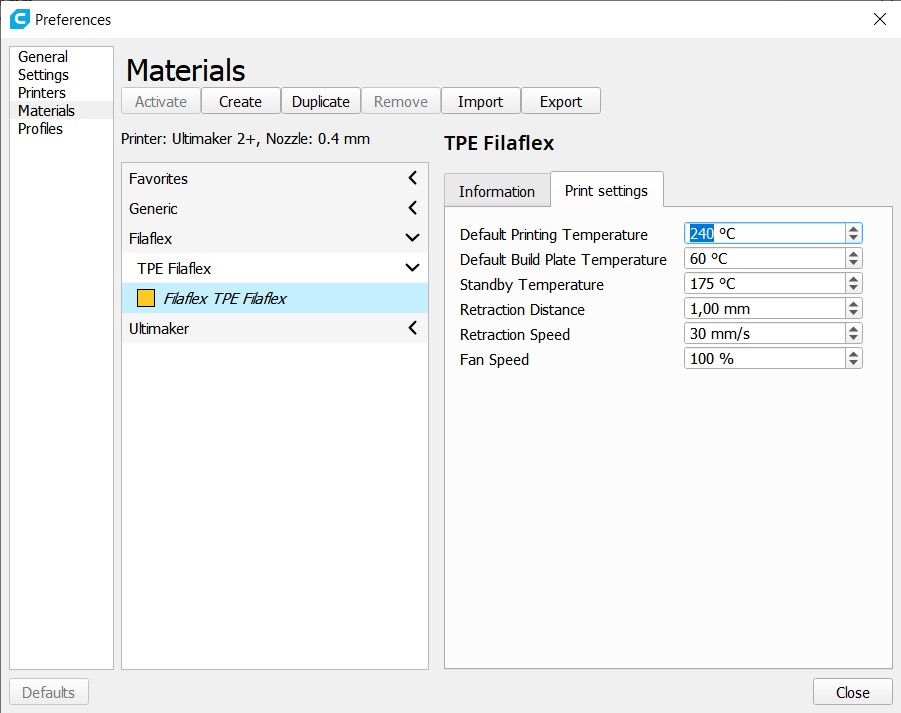 Preferences
General
Settings
Printers
Materials
Profiles
Materials
Activate Create Duplicate Remove Import Export
Printer: Ultimaker 2+, Nozzle: 0.4 mm
Favorites
Generic
Filaflex
TPE Filaflex
Filaflex TPE Filaflex
Ultimaker
TPE Filaflex
Information Print settings
Default Printing Temperature 240 °C
Default Build Plate Temperature 60 °C
Standby Temperature 175 °C
Retraction Distance 1,00 mm
Retraction Speed 30 mm/s
Fan Speed 100 %
Defaults Close